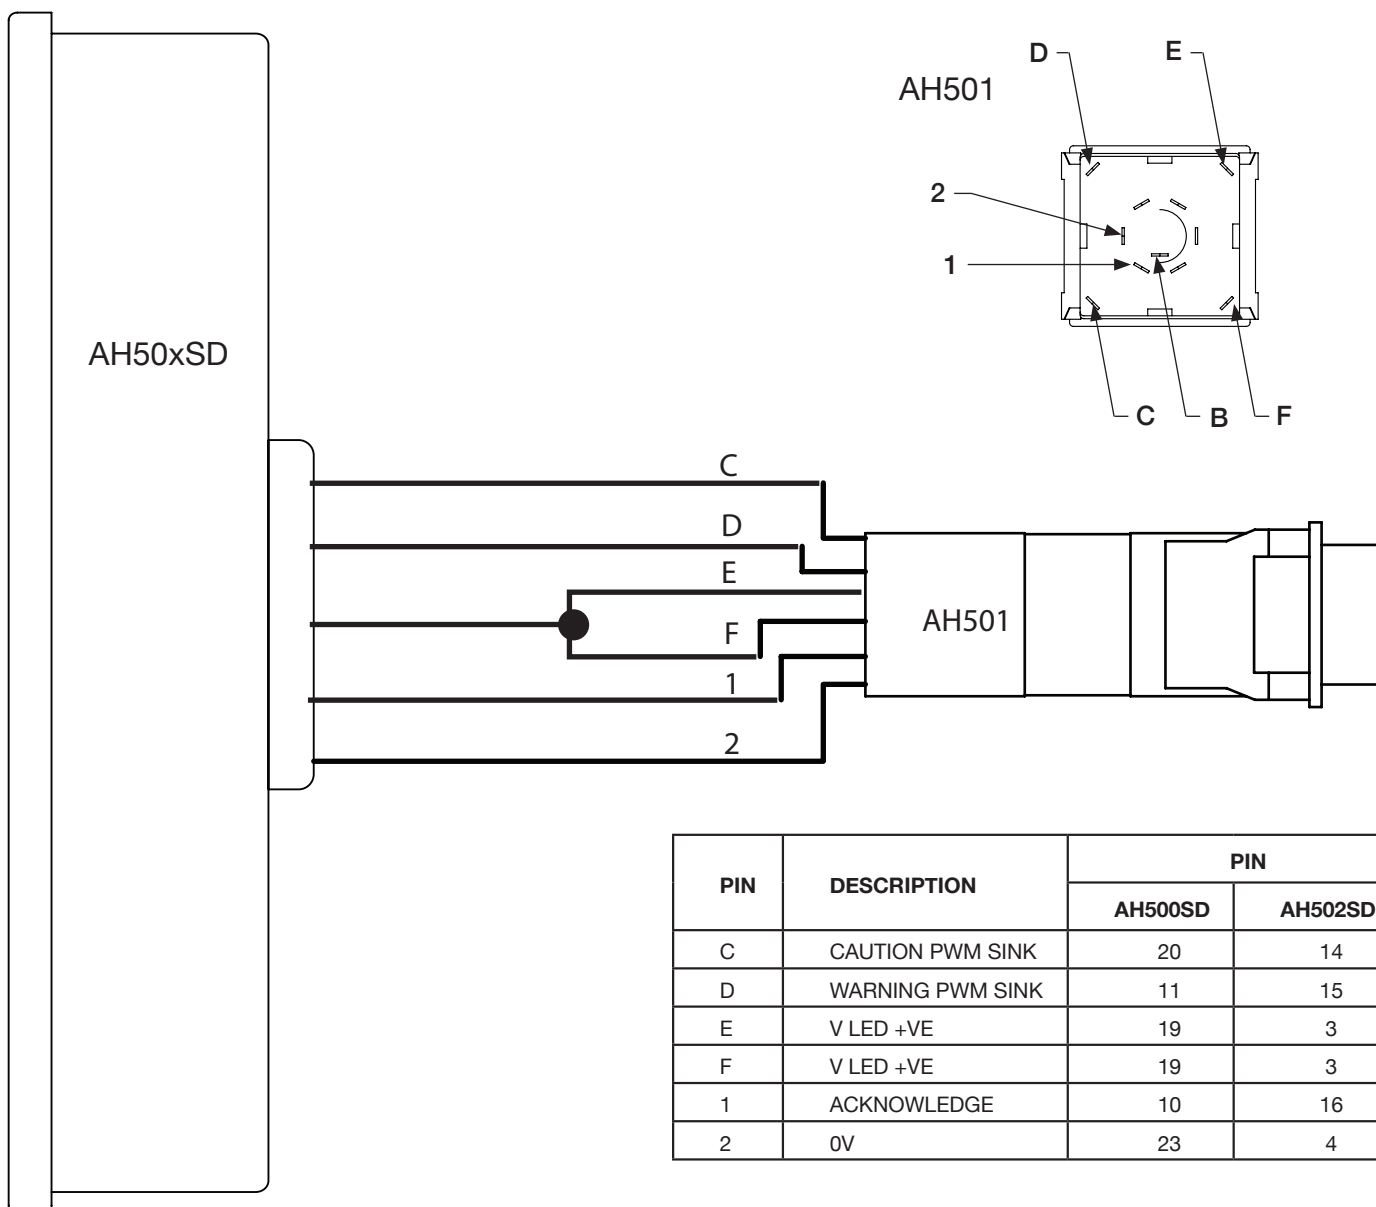 D E
AH501
2
1
C B F
AH50xSD
C
D
E
F
1
2
AH501
PIN DESCRIPTION PIN
AH500SD AH502SD
C CAUTION PWM SINK 20 14
D WARNING PWM SINK 11 15
E V LED +VE 19 3
F V LED +VE 19 3
1 ACKNOWLEDGE 10 16
2 0V 23 4